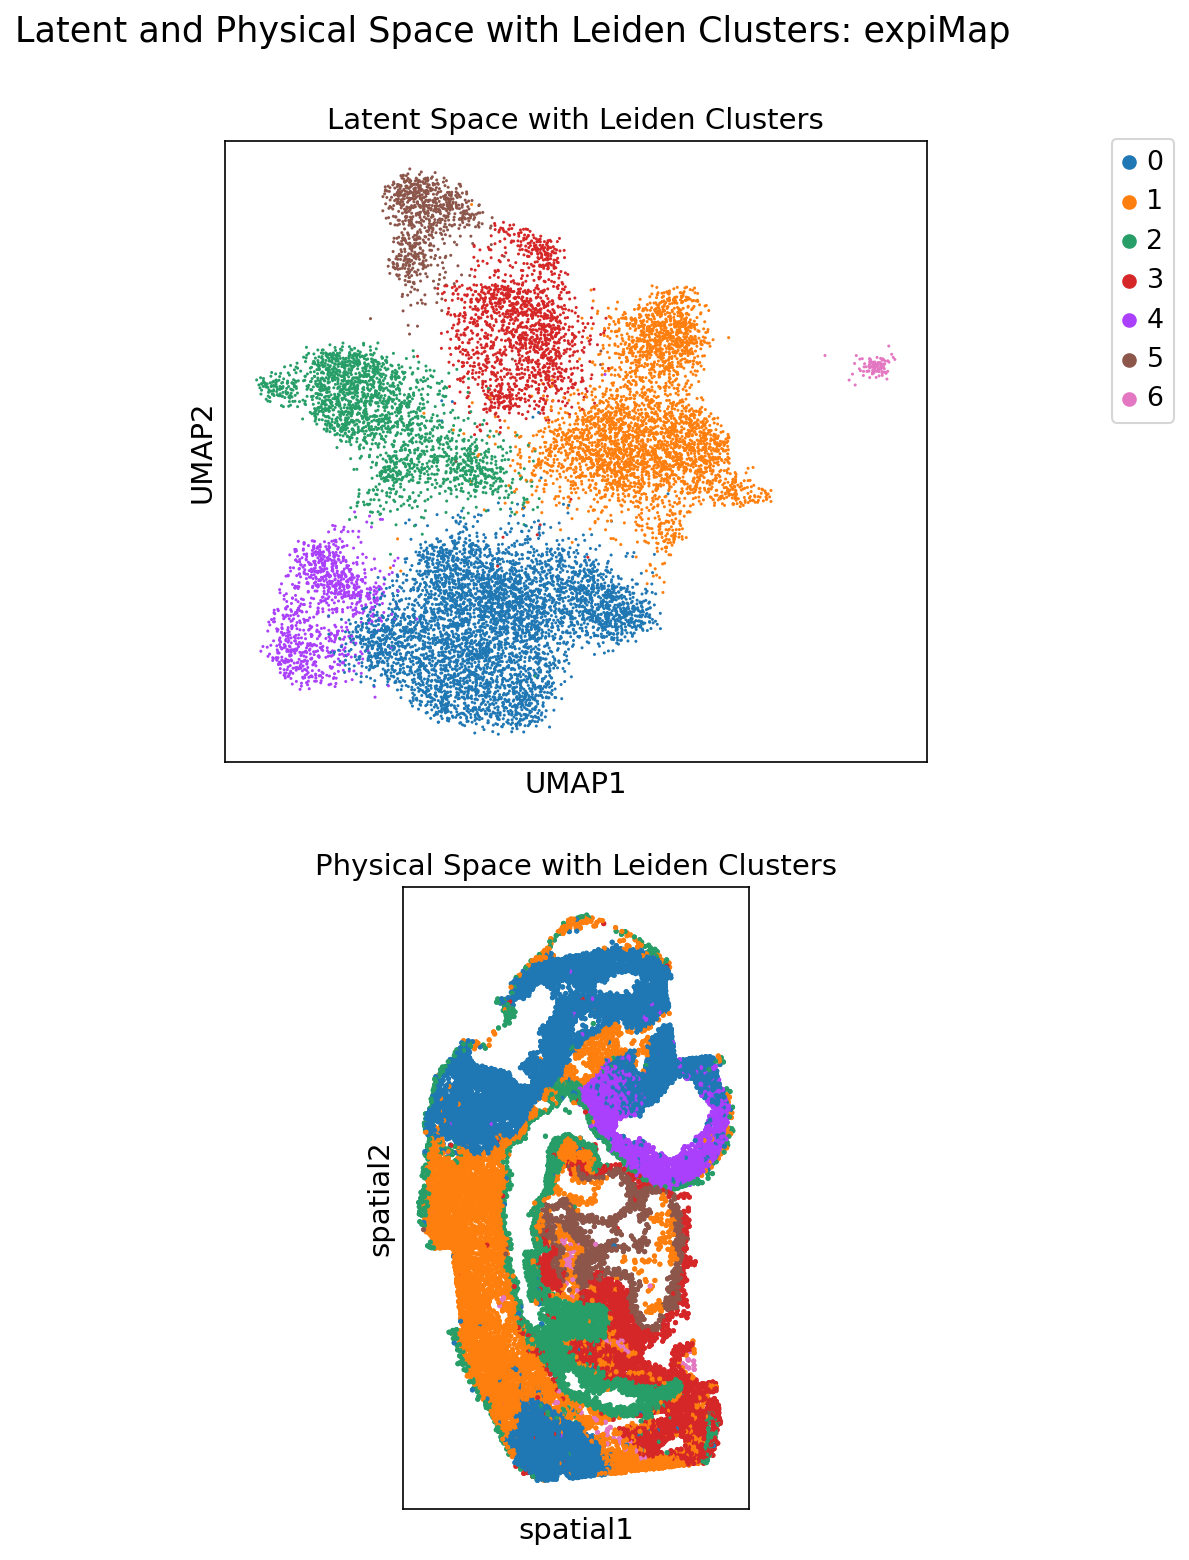 Latent and Physical Space with Leiden Clusters: expiMap
Latent Space with Leiden Clusters
0
1
2
3
4
5
6
UMAP2
UMAP1
Physical Space with Leiden Clusters
spatial2
spatial1